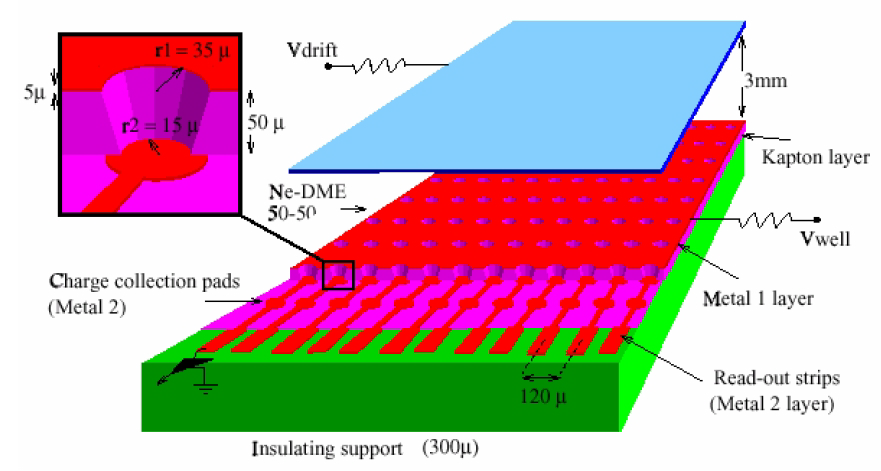 r1 = 35 μ
5μ
50 μ
r2 = 15 μ
Vdrift
3mm
Kapton layer
Ne-DME
50-50
Vwell
Charge collection pads
(Metal 2)
Metal 1 layer
Read-out strips
(Metal 2 layer)
120 μ
Insulating support (300μ)